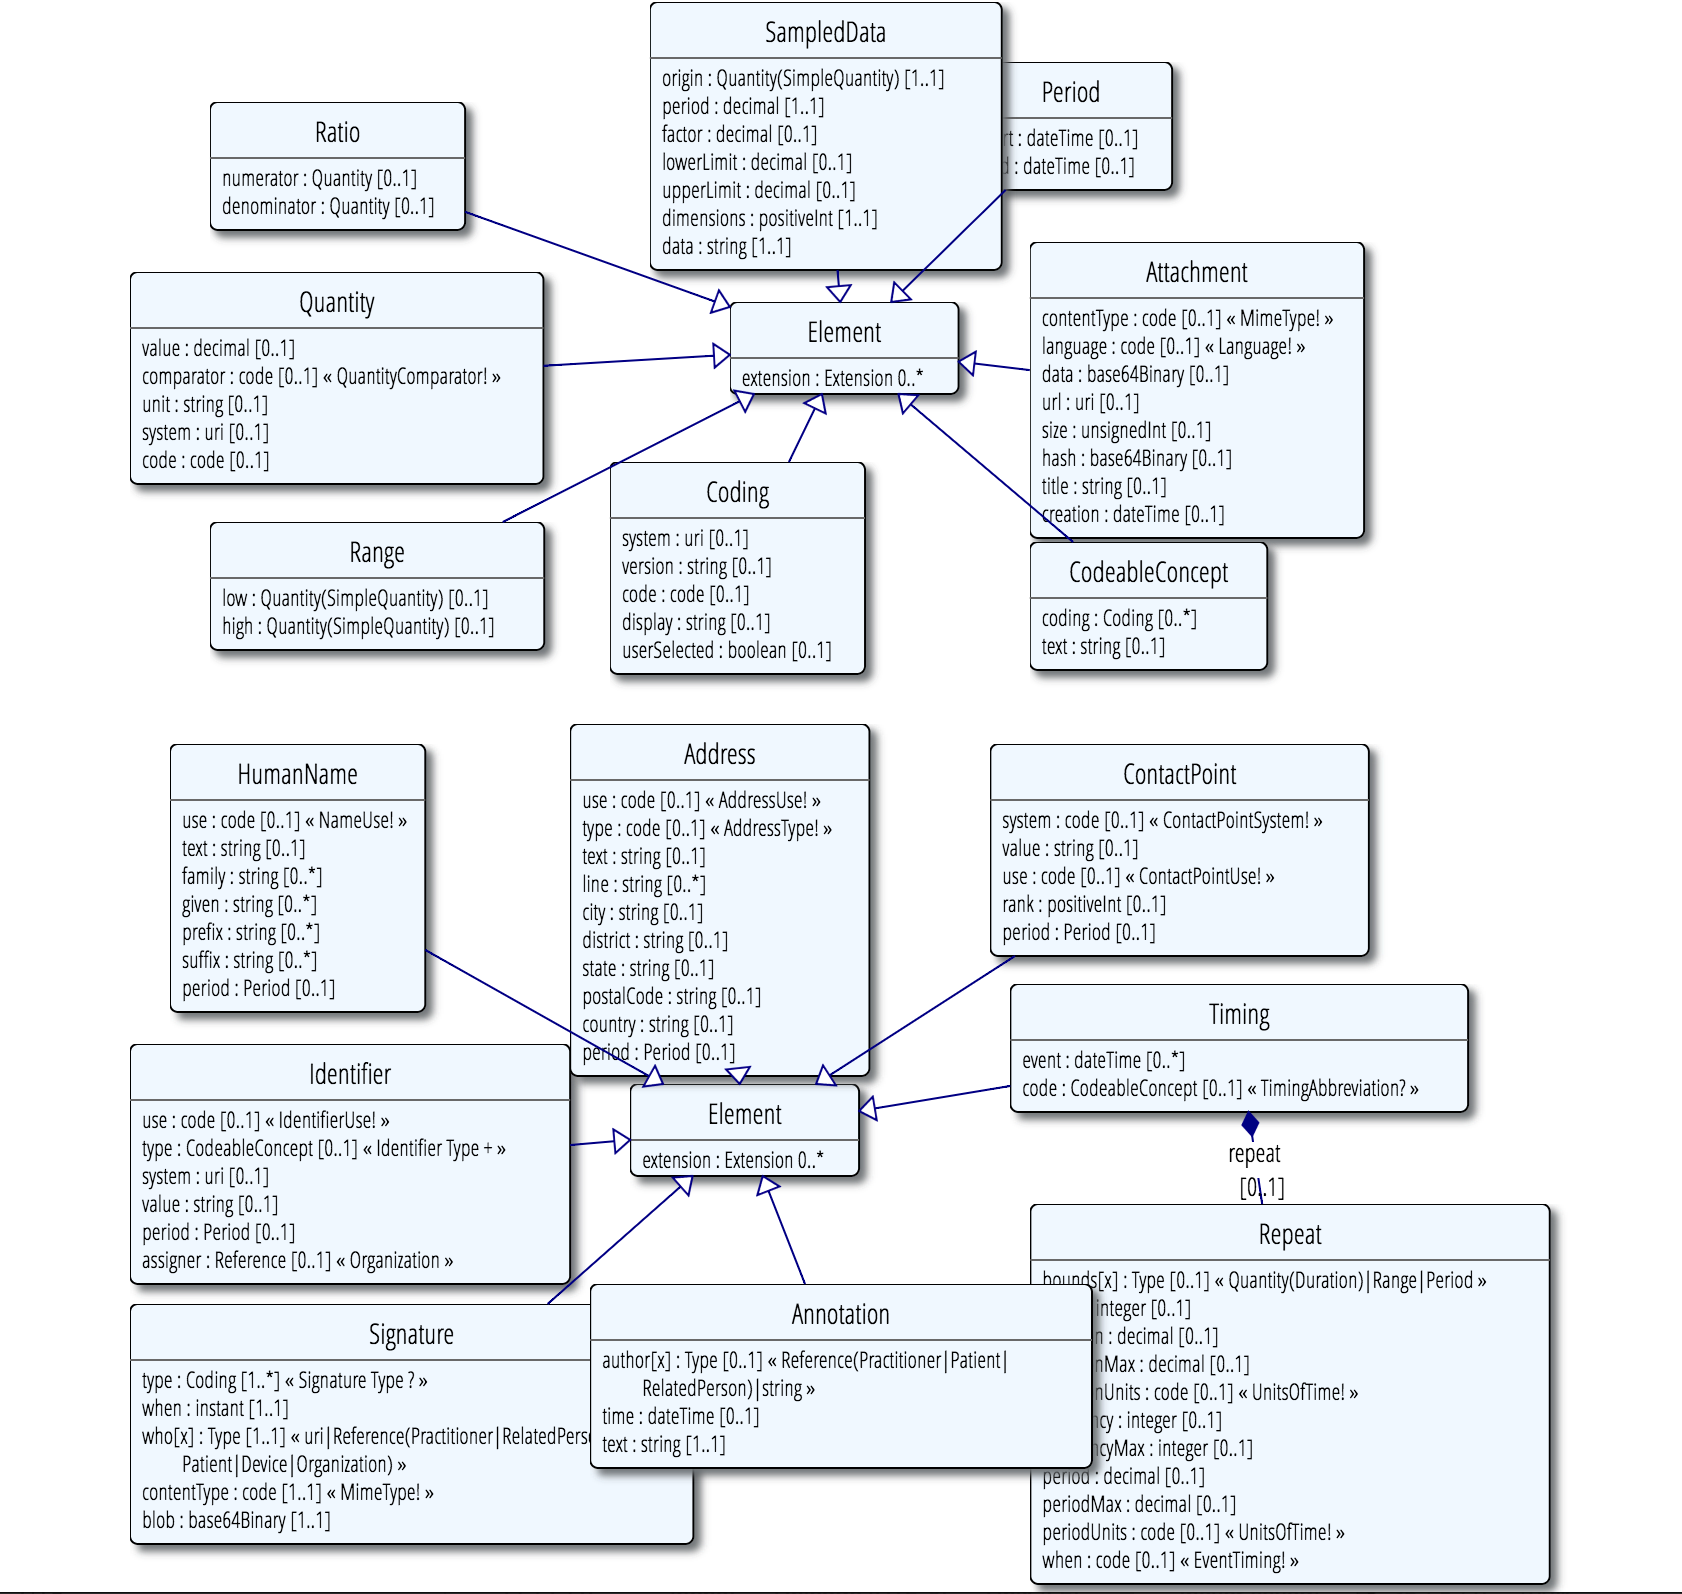 SampledData
origin : Quantity(SimpleQuantity) [1..1]
period : decimal [1..1]
factor : decimal [0..1]
lowerLimit : decimal [0..1]
upperLimit : decimal [0..1]
dimensions : positiveInt [1..1]
data : string [1..1]
Period
: dateTime [0..1]
: dateTime [0..1]
Ratio
numerator : Quantity [0..1]
denominator : Quantity [0..1]
Quantity
value : decimal [0..1]
comparator : code [0..1] « QuantityComparator! »
unit : string [0..1]
system : uri [0..1]
code : code [0..1]
Element
extension : Extension 0..*
Attachment
contentType : code [0..1] « MimeType! »
language : code [0..1] « Language! »
data : base64Binary [0..1]
url : uri [0..1]
size : unsignedInt [0..1]
hash : base64Binary [0..1]
title : string [0..1]
creation : dateTime [0..1]
Range
low : Quantity(SimpleQuantity) [0..1]
high : Quantity(SimpleQuantity) [0..1]
Coding
system : uri [0..1]
version : string [0..1]
code : code [0..1]
display : string [0..1]
userSelected : boolean [0..1]
CodeableConcept
coding : Coding [0..*]
text : string [0..1]
HumanName
use : code [0..1] « NameUse! »
text : string [0..1]
family : string [0..*]
given : string [0..*]
prefix : string [0..*]
suffix : string [0..*]
period : Period [0..1]
Address
use : code [0..1] « AddressUse! »
type : code [0..1] « AddressType! »
text : string [0..1]
line : string [0..*]
city : string [0..1]
district : string [0..1]
state : string [0..1]
postalCode : string [0..1]
country : string [0..1]
period : Period [0..1]
ContactPoint
system : code [0..1] « ContactPointSystem! »
value : string [0..1]
use : code [0..1] « ContactPointUse! »
rank : positiveInt [0..1]
period : Period [0..1]
Timing
event : dateTime [0..*]
code : CodeableConcept [0..1] « TimingAbbreviation? »
repeat
[0..1]
Identifier
use : code [0..1] « IdentifierUse! »
type : CodeableConcept [0..1] « Identifier Type + »
system : uri [0..1]
value : string [0..1]
period : Period [0..1]
assigner : Reference [0..1] « Organization »
Element
extension : Extension 0..*
Signature
type : Coding [1..*] « Signature Type ? »
when : instant [1..1]
who[x] : Type [1..1] « uri|Reference(Practitioner|RelatedPers
Patient|Device|Organization) »
contentType : code [1..1] « MimeType! »
blob : base64Binary [1..1]
Annotation
author[x] : Type [0..1] « Reference(Practitioner|Patient|
RelatedPerson)|string »
time : dateTime [0..1]
text : string [1..1]
Repeat
bounds[x] : Type [0..1] « Quantity(Duration)|Range|Period »
integer [0..1]
n : decimal [0..1]
nMax : decimal [0..1]
nUnits : code [0..1] « UnitsOfTime! »
ncy : integer [0..1]
ncyMax : integer [0..1]
period : decimal [0..1]
periodMax : decimal [0..1]
periodUnits : code [0..1] « UnitsOfTime! »
when : code [0..1] « EventTiming! »